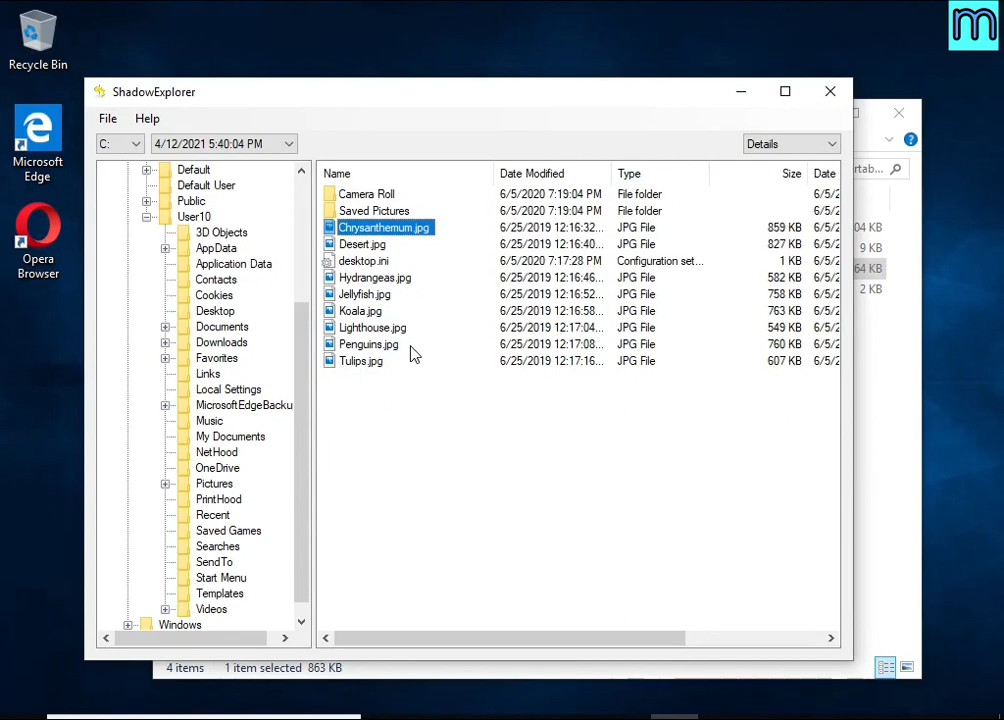 m
Recycle Bin
Microsoft
Edge
Opera
Browser
ShadowExplorer
File Help
C: 4/12/2021 5:40:04 PM Details
Default
Default User
Public
User10
3D Objects
AppData
Application Data
Contacts
Cookies
Desktop
Documents
Downloads
Favorites
Links
Local Settings
MicrosoftEdgeBacku
Music
My Documents
NetHood
OneDrive
Pictures
PrintHood
Recent
Saved Games
Searches
SendTo
Start Menu
Templates
Videos
Windows
Name Date Modified Type Size Date
Camera Roll 6/5/2020 7:19:04 PM File folder 6/5/2
Saved Pictures 6/5/2020 7:19:04 PM File folder 6/5/2
Chrysanthemum.jpg 6/25/2019 12:16:32... JPG File 859 KB 6/5/2
Desert.jpg 6/25/2019 12:16:40... JPG File 827 KB 6/5/2
desktop.ini 6/5/2020 7:17:28 PM Configuration set... 1 KB 6/5/2
Hydrangeas.jpg 6/25/2019 12:16:46... JPG File 582 KB 6/5/2
Jellyfish.jpg 6/25/2019 12:16:52... JPG File 758 KB 6/5/2
Koala.jpg 6/25/2019 12:16:58... JPG File 763 KB 6/5/2
Lighthouse.jpg 6/25/2019 12:17:04... JPG File 549 KB 6/5/2
Penguins.jpg 6/25/2019 12:17:08... JPG File 760 KB 6/5/2
Tulips.jpg 6/25/2019 12:17:16... JPG File 607 KB 6/5/2
rtab...
04 KB
9 KB
64 KB
2 KB
4 items 1 item selected 863 KB